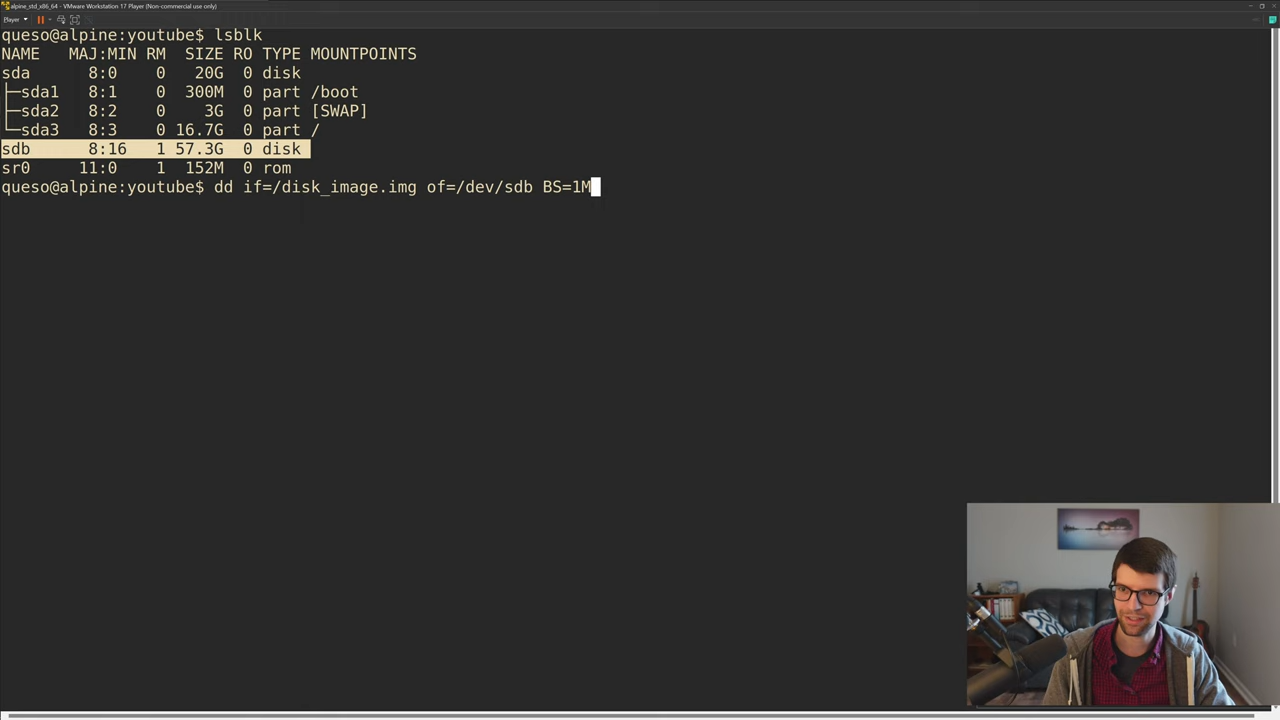 alpine_std_x86_64 - VMware Workstation 17 Player (Non-commercial use only)
Player
queso@alpine:youtube$ lsblk
NAME   MAJ:MIN RM   SIZE RO TYPE MOUNTPOINTS
sda      8:0    0    20G  0 disk
├─sda1   8:1    0   300M  0 part /boot
├─sda2   8:2    0     3G  0 part [SWAP]
└─sda3   8:3    0  16.7G  0 part /
sdb      8:16   1  57.3G  0 disk
sr0     11:0    1   152M  0 rom
queso@alpine:youtube$ dd if=/disk_image.img of=/dev/sdb BS=1M